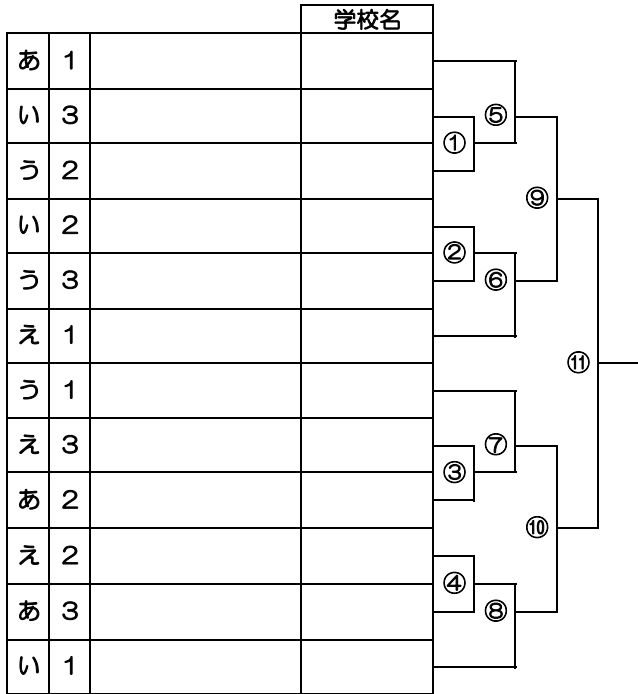 学校名
あ 1
い 3
う 2
い 2
う 3
え 1
う 1
え 3
あ 2
え 2
あ 3
い 1
⑤
①
⑨
②
⑥
⑪
⑦
③
⑩
④
⑧